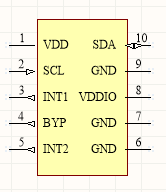 1 VDD SDA 10
2 SCL GND 9
3 INT1 VDDIO 8
4 BYP GND 7
5 INT2 GND 6